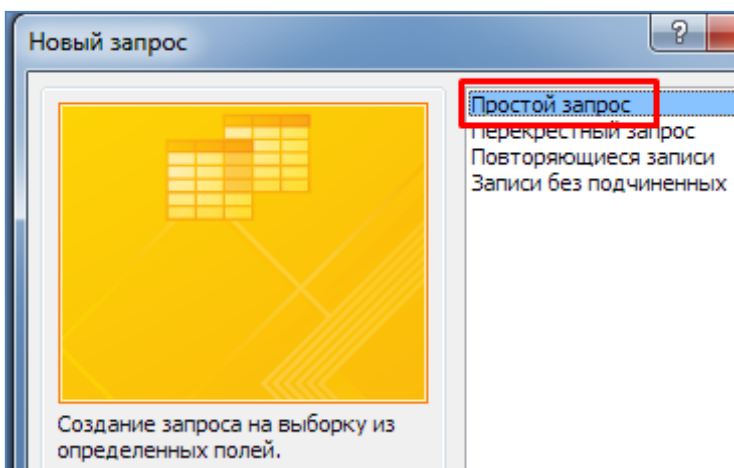 Новый запрос
?
Простой запрос
Перекрестный запрос
Повторяющиеся записи
Записи без подчиненных
Создание запроса на выборку из
определенных полей.